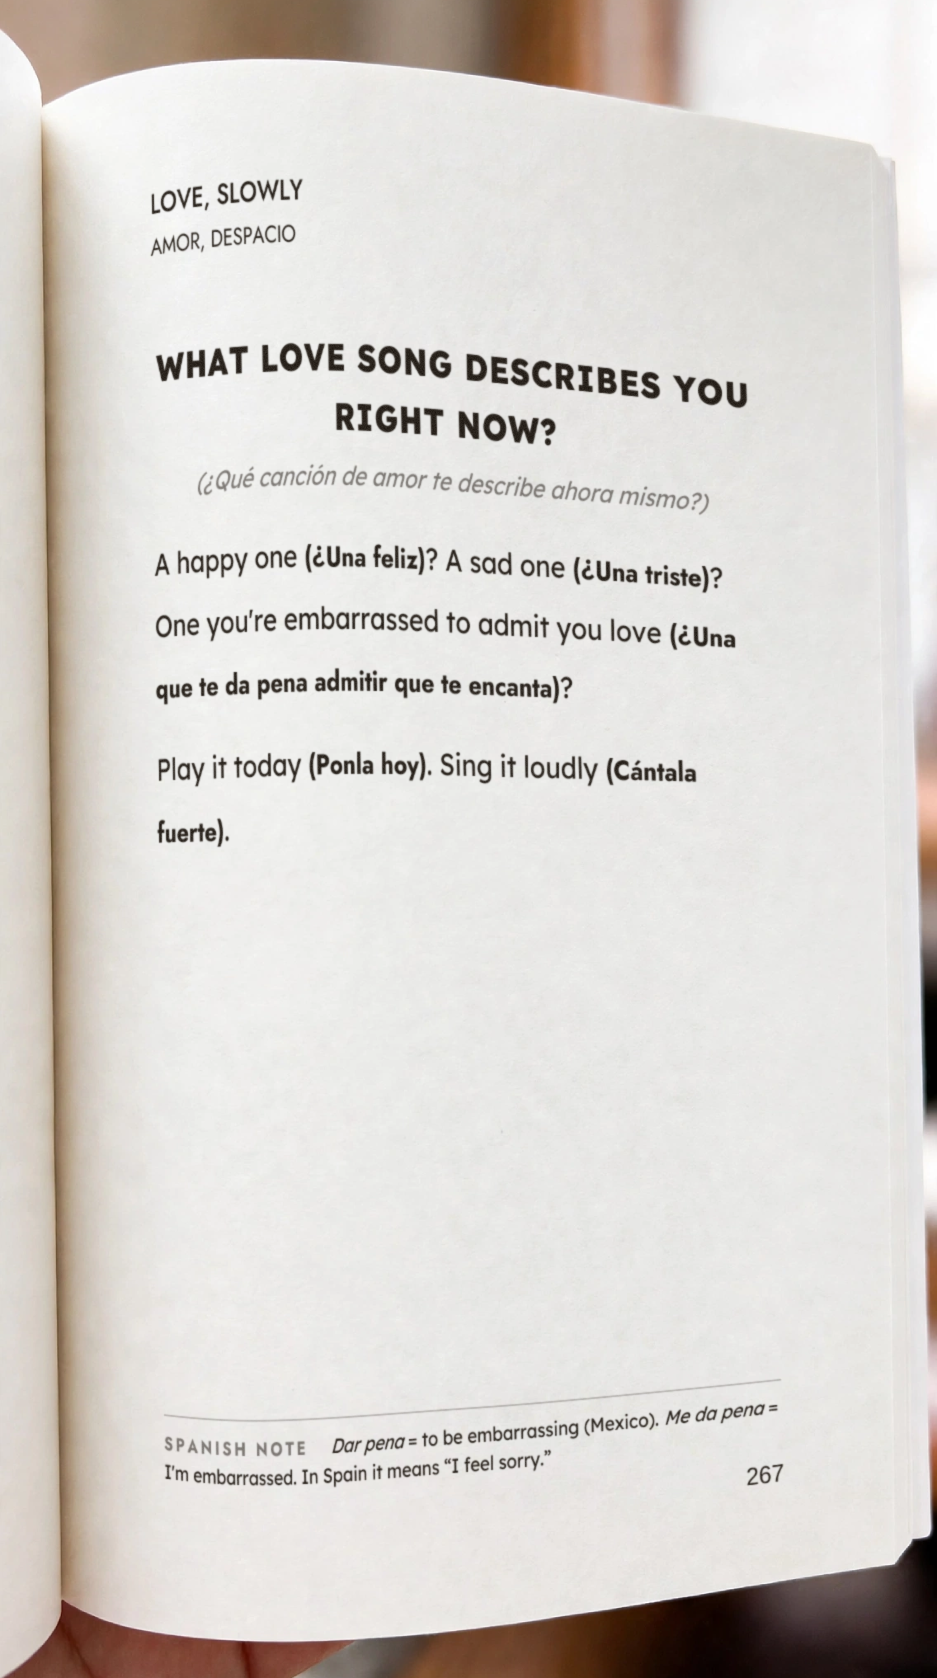 LOVE, SLOWLY
AMOR, DESPACIO
WHAT LOVE SONG DESCRIBES YOU
RIGHT NOW?
(¿Qué canción de amor te describe ahora mismo?)
A happy one (¿Una feliz)? A sad one (¿Una triste)?
One you're embarrassed to admit you love (¿Una
que te da pena admitir que te encanta)?
Play it today (Ponla hoy). Sing it loudly (Cántala
fuerte).
SPANISH NOTE Dar pena = to be embarrassing (Mexico). Me da pena =
I'm embarrassed. In Spain it means “I feel sorry.”
267